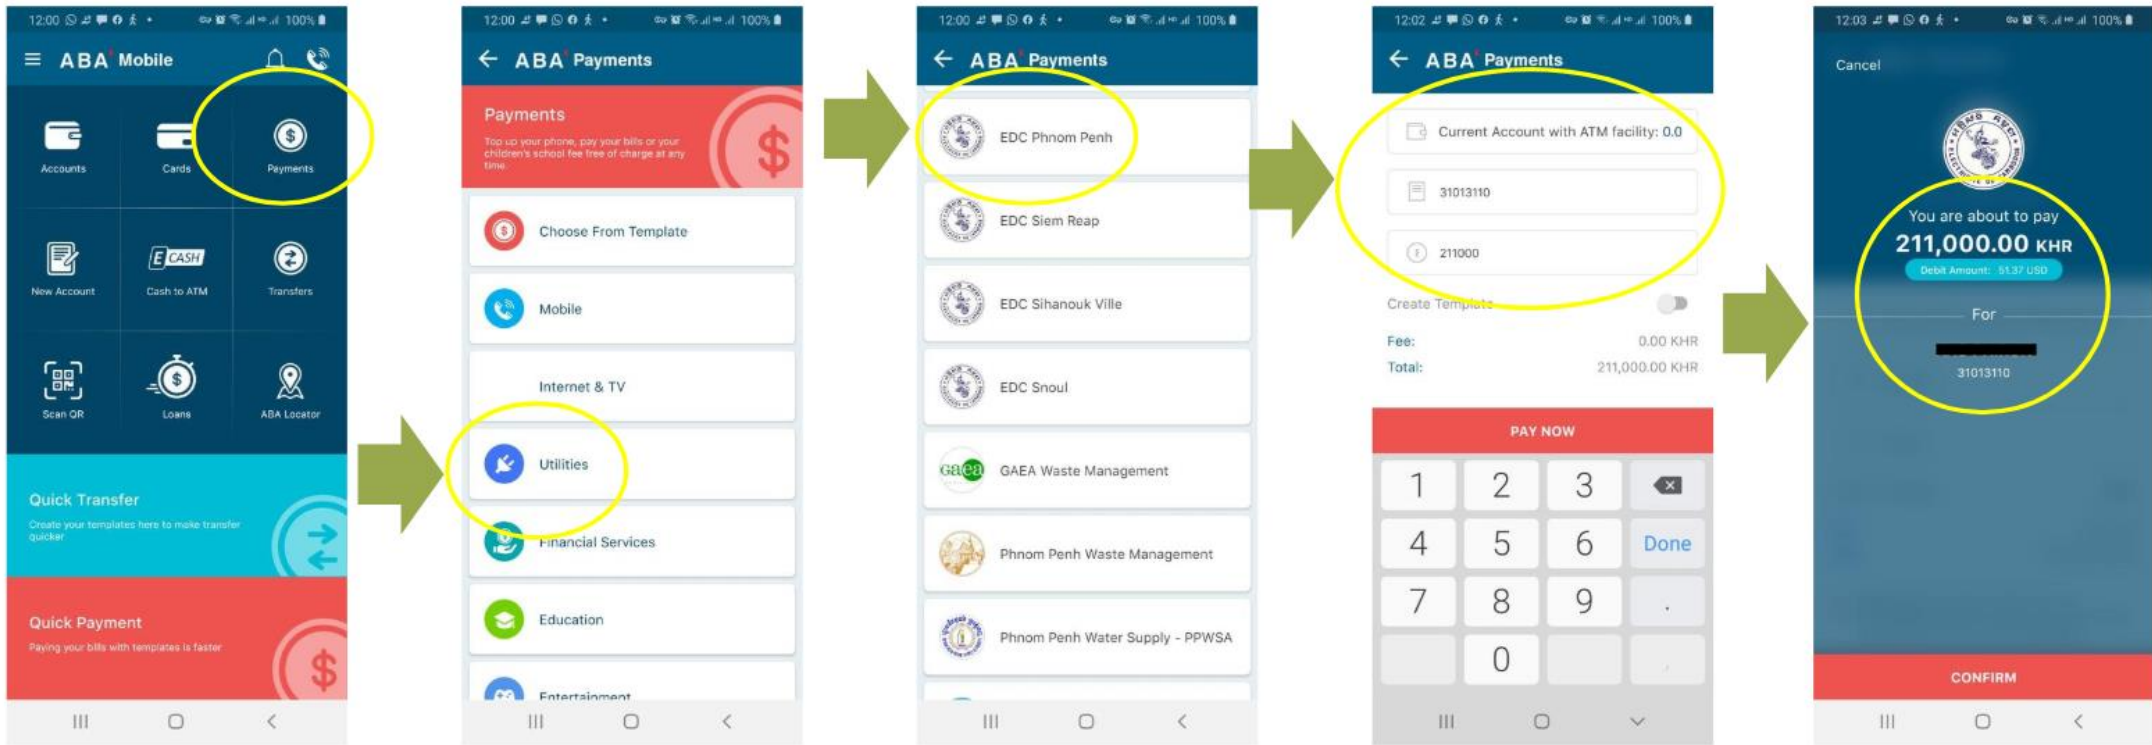 12:00
100%
ABA' Mobile
Accounts
Cards
Payments
New Account
E CASH
Cash to ATM
Transfers
Scan QR
Loans
ABA Locator
Quick Transfer
Create your templates here to make transfer
quicker
Quick Payment
Paying your bills with templates is faster
12:00
100%
ABA' Payments
Payments
Top up your phone, pay your bills or your
children's school fee free of charge at any
time.
Choose From Template
Mobile
Internet & TV
Utilities
Financial Services
Education
Entertainment
12:00
100%
ABA' Payments
EDC Phnom Penh
EDC Siem Reap
EDC Sihanouk Ville
EDC Snoul
Gaea
GAEA Waste Management
Phnom Penh Waste Management
Phnom Penh Water Supply - PPWSA
12:02
100%
ABA' Payments
Current Account with ATM facility: 0.0
31013110
211000
Create Template
Fee: 0.00 KHR
Total: 211,000.00 KHR
PAY NOW
1 2 3
4 5 6 Done
7 8 9 .
0 ,
12:03
100%
Cancel
You are about to pay
211,000.00 KHR
Debit Amount: 51.37 USD
For
31013110
CONFIRM